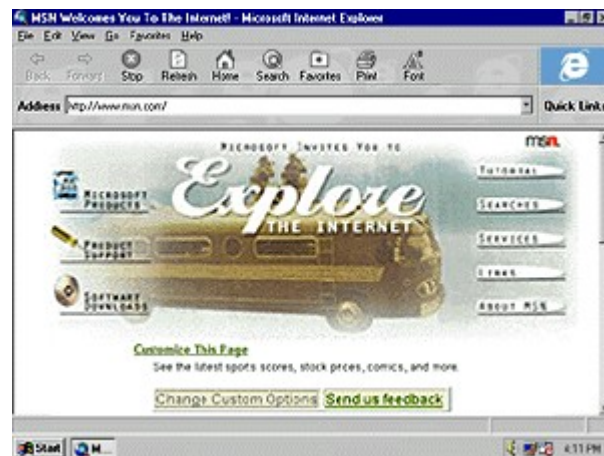 MSN Welcomes You To The Internet! - Microsoft Internet Explorer
File Edit View Go Favorites Help
Back Forward Stop Refresh Home Search Favorites Print Font
Address http://www.msn.com/ Quick Links
MICROSOFT INVITES YOU TO
msn.
Explore
THE INTERNET
MICROSOFT
PRODUCTS
PRODUCT
SUPPORT
SOFTWARE
DOWNLOADS
TUTORIAL
SEARCHES
SERVICES
LINKS
ABOUT MSN
Customize This Page
See the latest sports scores, stock prices, comics, and more.
Change Custom Options Send us feedback
Start M... 4:11 PM